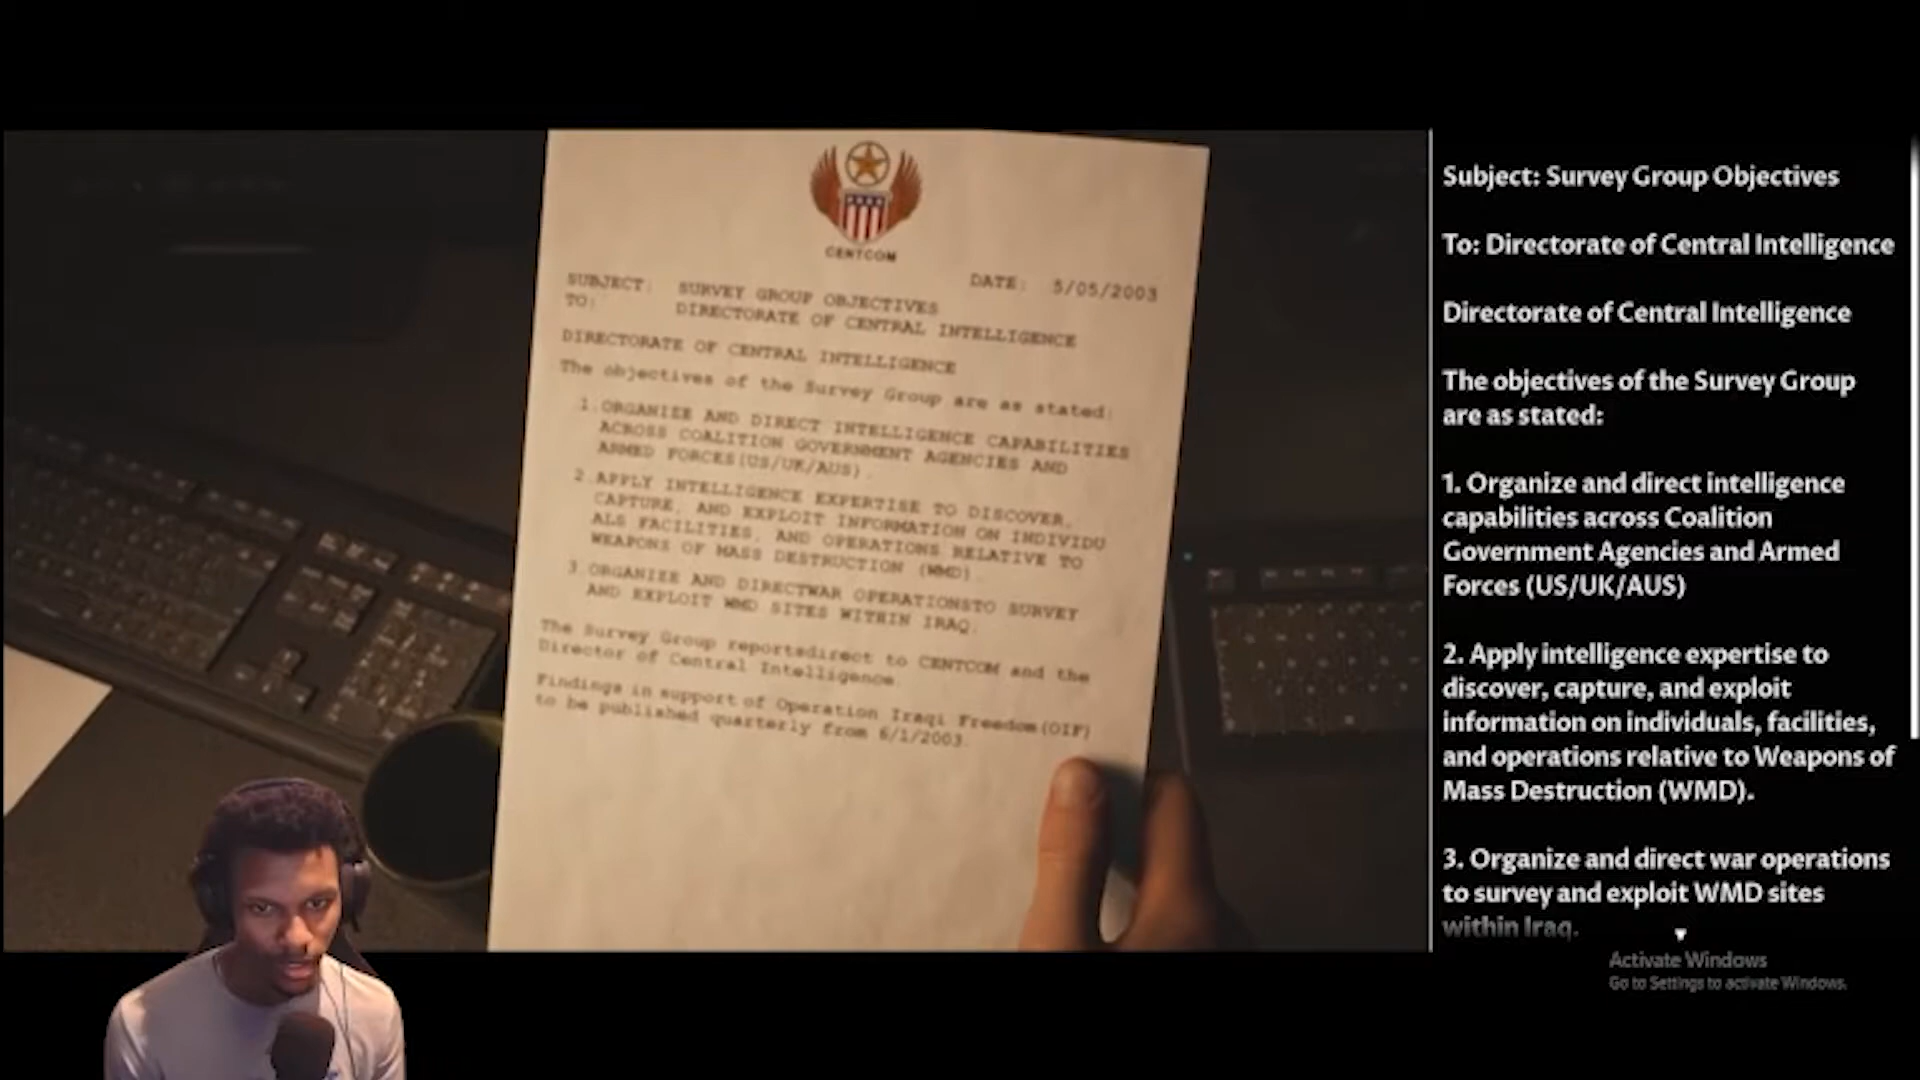 CENTCOM
SUBJECT: SURVEY GROUP OBJECTIVES
DATE: 5/05/2003
TO: DIRECTORATE OF CENTRAL INTELLIGENCE
DIRECTORATE OF CENTRAL INTELLIGENCE
The objectives of the Survey Group are as stated:
1. ORGANIZE AND DIRECT INTELLIGENCE CAPABILITIES
ACROSS COALITION GOVERNMENT AGENCIES AND
ARMED FORCES(US/UK/AUS).
2. APPLY INTELLIGENCE EXPERTISE TO DISCOVER,
CAPTURE, AND EXPLOIT INFORMATION ON INDIVIDU
ALS FACILITIES, AND OPERATIONS RELATIVE TO
WEAPONS OF MASS DESTRUCTION (WMD).
3. ORGANIZE AND DIRECTWAR OPERATIONSTO SURVEY
AND EXPLOIT WMD SITES WITHIN IRAQ.
The Survey Group reportsdirect to CENTCOM and the
Director of Central Intelligence.
Findings in support of Operation Iraqi Freedom(OIF)
to be published quarterly from 6/1/2003.
Subject: Survey Group Objectives
To: Directorate of Central Intelligence
Directorate of Central Intelligence
The objectives of the Survey Group
are as stated:
1. Organize and direct intelligence
capabilities across Coalition
Government Agencies and Armed
Forces (US/UK/AUS)
2. Apply intelligence expertise to
discover, capture, and exploit
information on individuals, facilities,
and operations relative to Weapons of
Mass Destruction (WMD).
3. Organize and direct war operations
to survey and exploit WMD sites
within Iraq.
Activate Windows
Go to Settings to activate Windows.